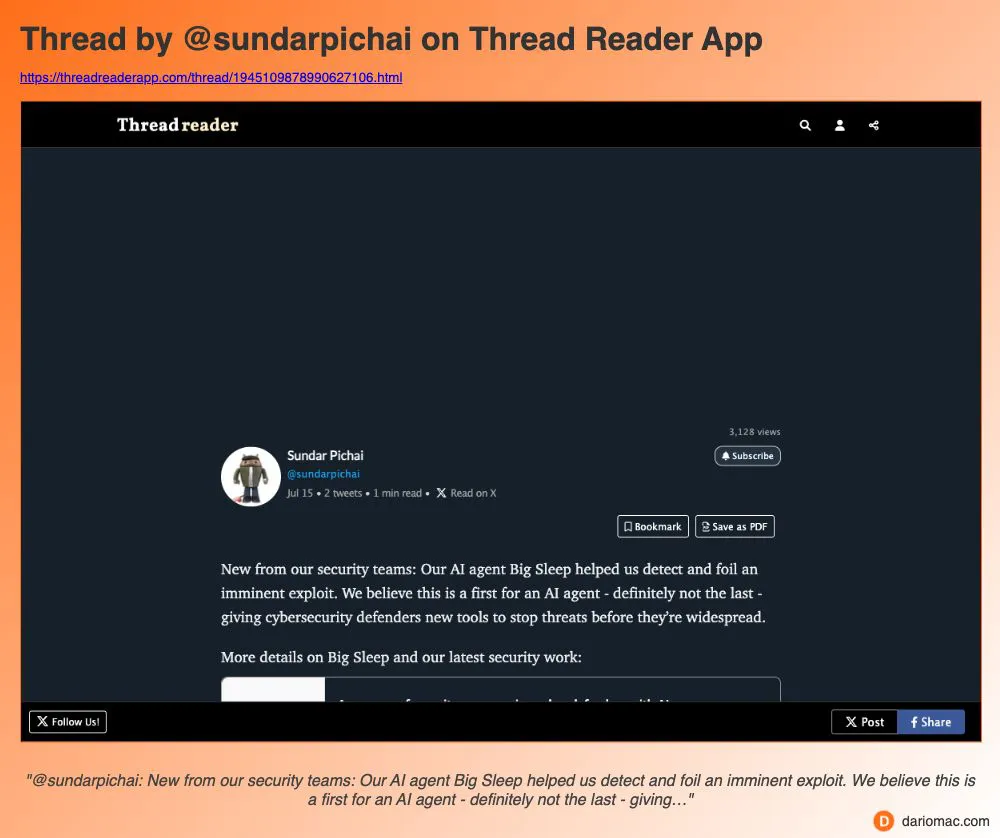 Thread by @sundarpichai on Thread Reader App
https://threadreaderapp.com/thread/1945109878990627106.html
Thread reader
3,128 views
Sundar Pichai
Subscribe
@sundarpichai
Jul 15 • 2 tweets • 1 min read • X Read on X
Bookmark Save as PDF
New from our security teams: Our AI agent Big Sleep helped us detect and foil an
imminent exploit. We believe this is a first for an AI agent - definitely not the last -
giving cybersecurity defenders new tools to stop threats before they’re widespread.
More details on Big Sleep and our latest security work:
X Follow Us!
X Post f Share
"@sundarpichai: New from our security teams: Our AI agent Big Sleep helped us detect and foil an imminent exploit. We believe this is
a first for an AI agent - definitely not the last - giving…"
D dariomac.com